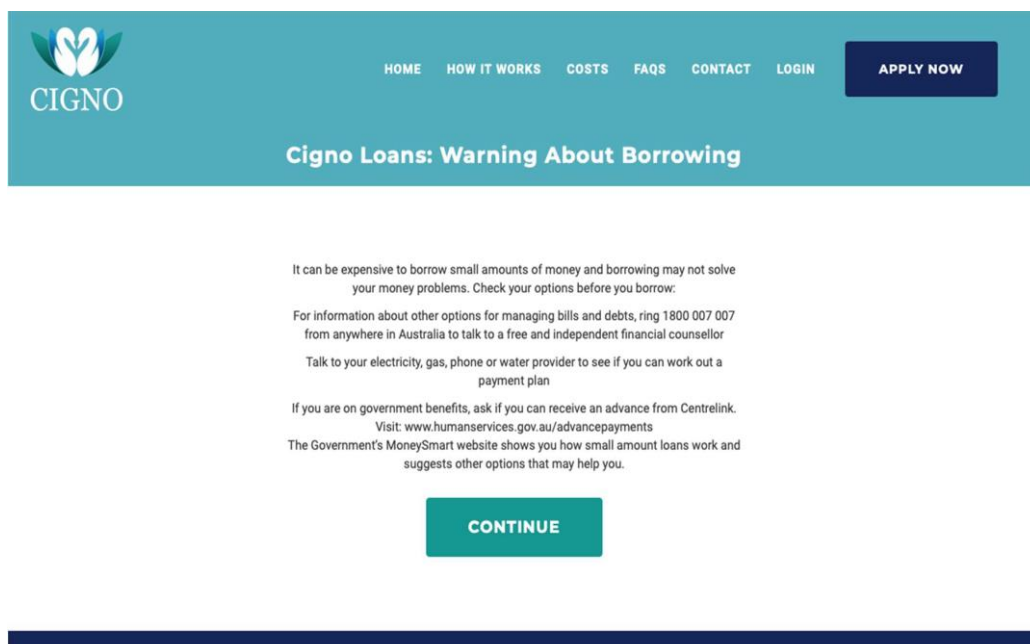 CIGNO
HOME HOW IT WORKS COSTS FAQS CONTACT LOGIN APPLY NOW
Cigno Loans: Warning About Borrowing
It can be expensive to borrow small amounts of money and borrowing may not solve
your money problems. Check your options before you borrow:
For information about other options for managing bills and debts, ring 1800 007 007
from anywhere in Australia to talk to a free and independent financial counsellor
Talk to your electricity, gas, phone or water provider to see if you can work out a
payment plan
If you are on government benefits, ask if you can receive an advance from Centrelink.
Visit: www.humanservices.gov.au/advancepayments
The Government's MoneySmart website shows you how small amount loans work and
suggests other options that may help you.
CONTINUE